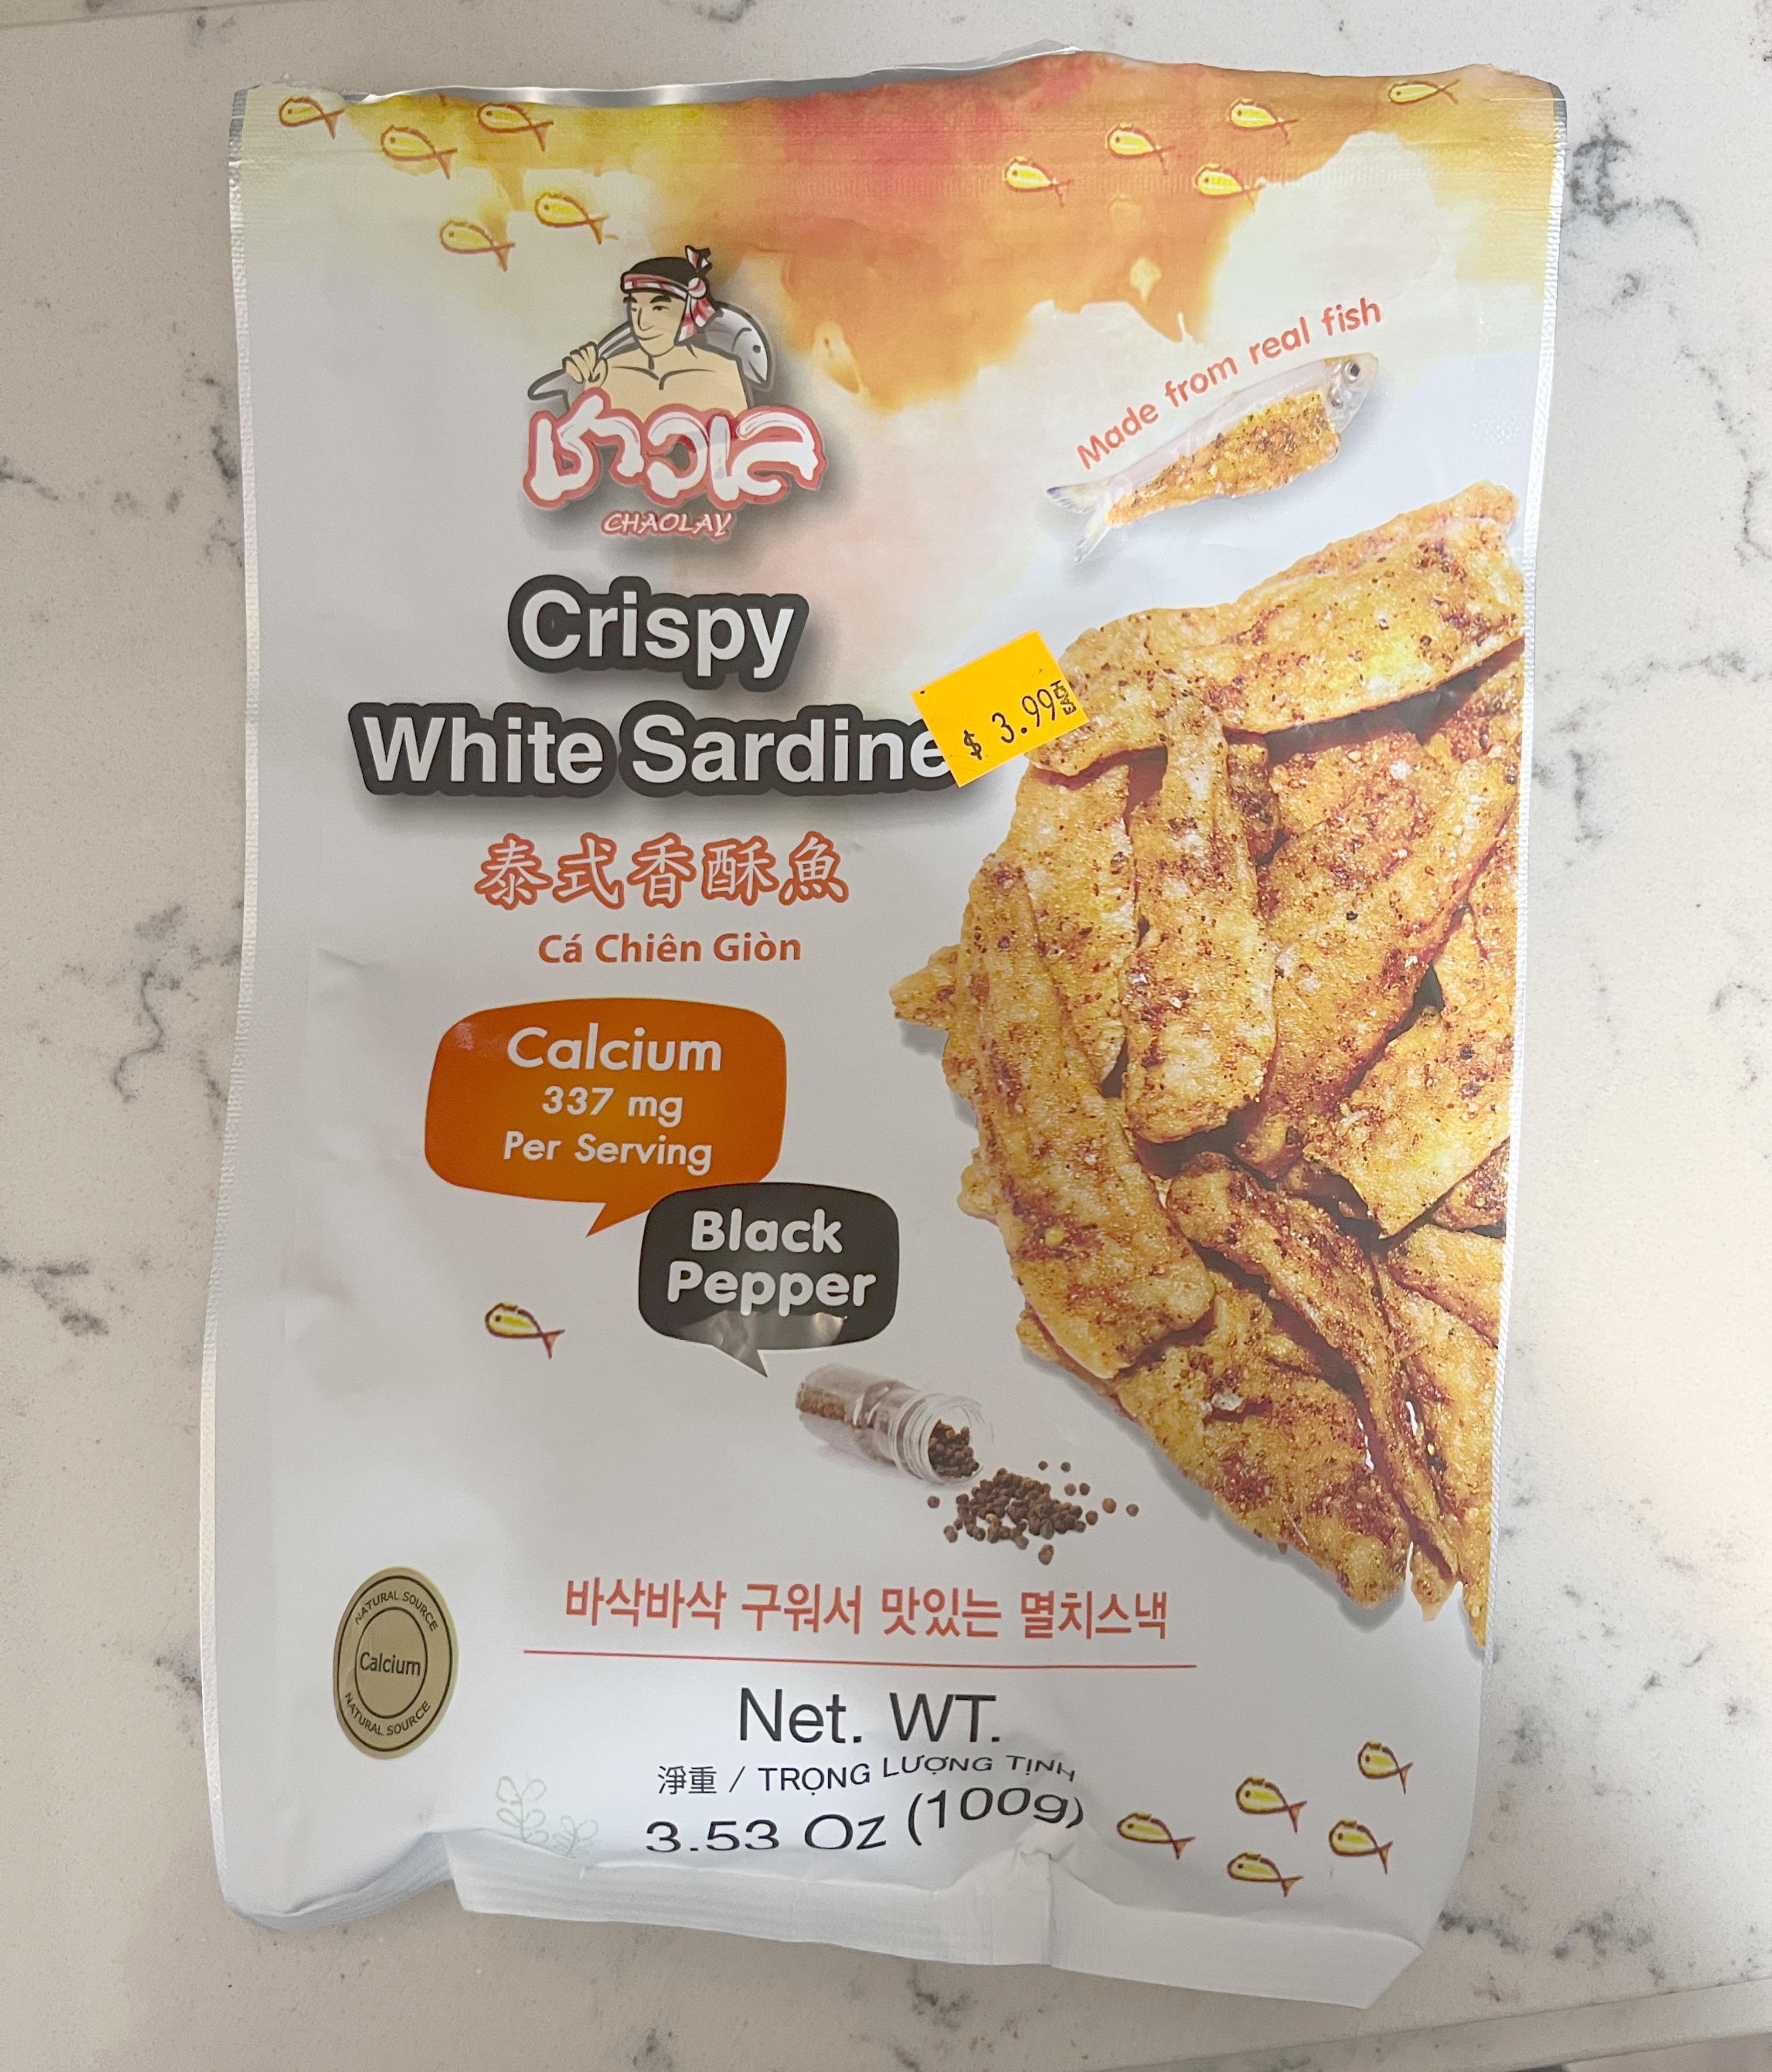 ชาวเล
CHAOLAY
Made from real fish
Crispy
White Sardine
$ 3.99 EACH
泰式香酥魚
Cá Chiên Giòn
Calcium
337 mg
Per Serving
Black
Pepper
바삭바삭 구워서 맛있는 멸치스낵
NATURAL SOURCE
Calcium
NATURAL SOURCE
Net. WT.
淨重 / TRỌNG LƯỢNG TỊNH
3.53 Oz (100g)